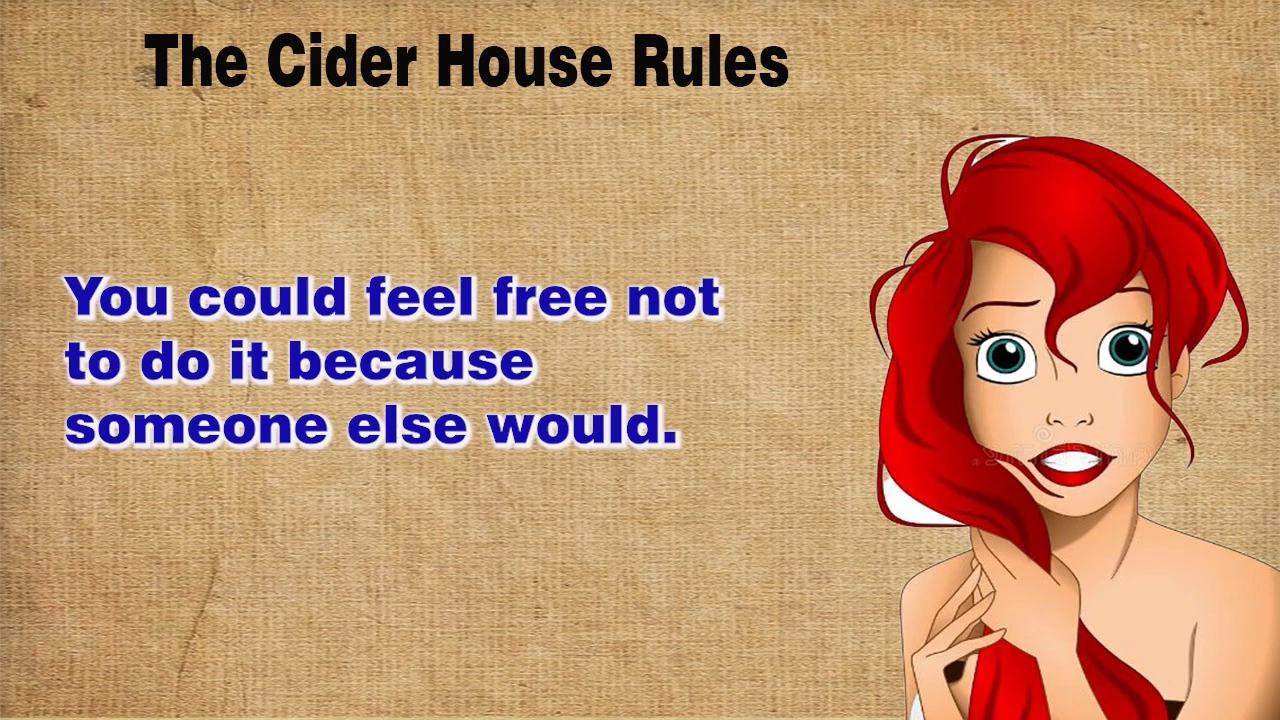 The Cider House Rules
You could feel free not
to do it because
someone else would.